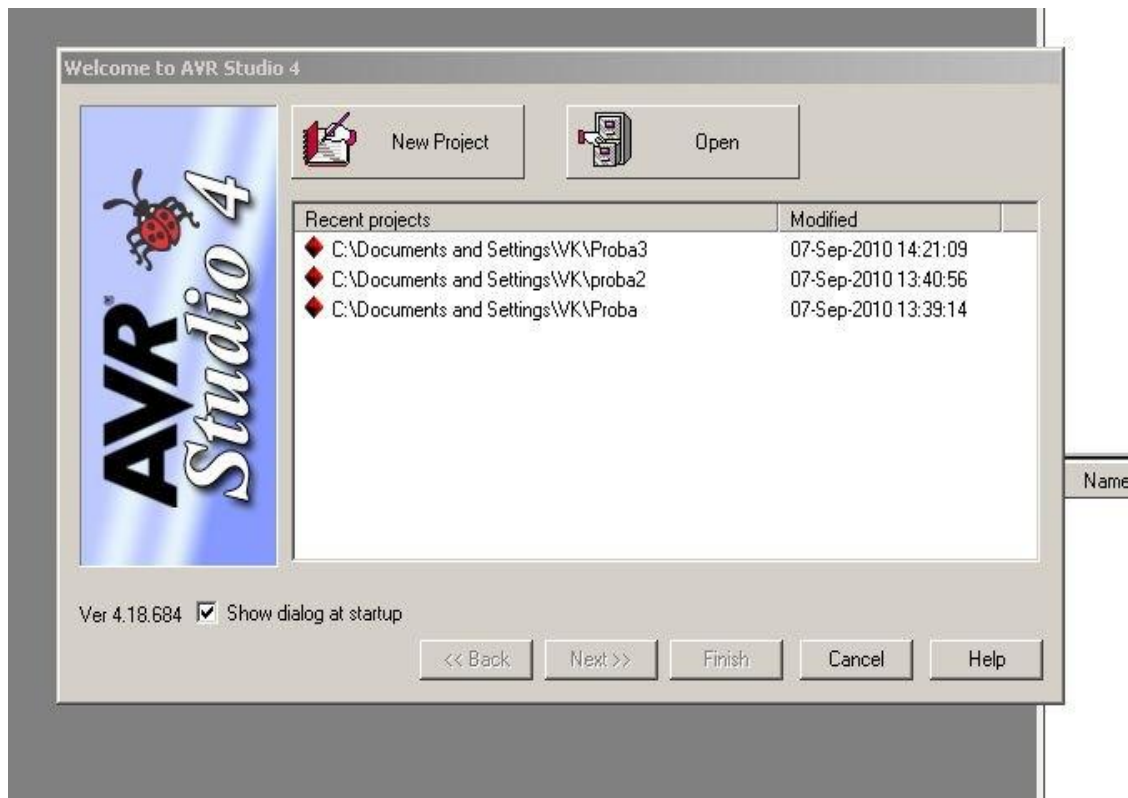 Welcome to AVR Studio 4
AVR® Studio 4
New Project
Open
Recent projects Modified
C:\Documents and Settings\VK\Proba3 07-Sep-2010 14:21:09
C:\Documents and Settings\VK\proba2 07-Sep-2010 13:40:56
C:\Documents and Settings\VK\Proba 07-Sep-2010 13:39:14
Name
Ver 4.18.684 Show dialog at startup
<< Back Next >> Finish Cancel Help